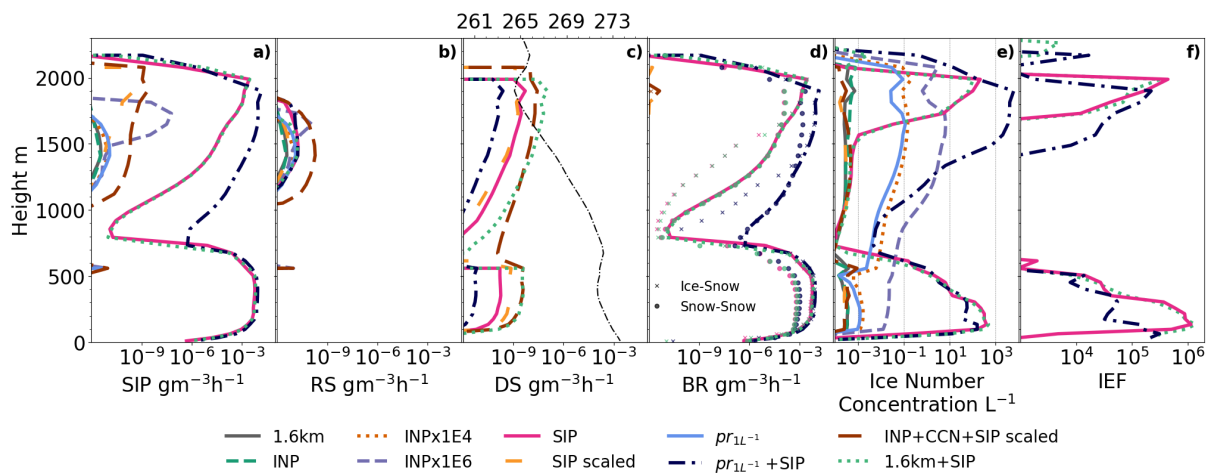 261 265 269 273
a) b) c) d) e) f)
2000
1500
1000
500
0
Height m
Ice-Snow
Snow-Snow
10⁻⁹ 10⁻⁶ 10⁻³ 10⁻⁹ 10⁻⁶ 10⁻³ 10⁻⁹ 10⁻⁶ 10⁻³ 10⁻⁹ 10⁻⁶ 10⁻³ 10⁻³ 10⁻¹ 10¹ 10³ 10⁴ 10⁵ 10⁶
SIP gm⁻³h⁻¹ RS gm⁻³h⁻¹ DS gm⁻³h⁻¹ BR gm⁻³h⁻¹ Ice Number IEF
Concentration L⁻¹
1.6km INPx1E4 SIP pr₁L⁻¹ INP+CCN+SIP scaled
INP INPx1E6 SIP scaled pr₁L⁻¹ +SIP 1.6km+SIP